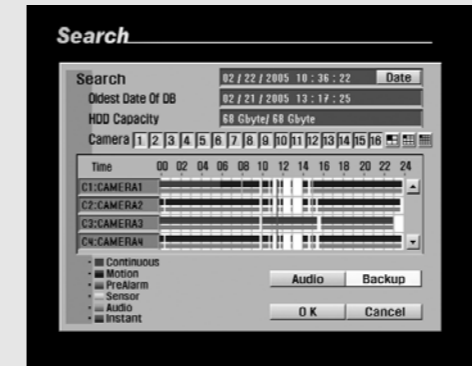 Search
Search 02 / 22 / 2005 10 : 36 : 22 Date
Oldest Date Of DB 02 / 21 / 2005 13 : 17 : 25
HDD Capacity 68 Gbyte/ 68 Gbyte
Camera 1 2 3 4 5 6 7 8 9 10 11 12 13 14 15 16
Time 00 02 04 06 08 10 12 14 16 18 20 22 24
C1:CAMERA1
C2:CAMERA2
C3:CAMERA3
C4:CAMERA4
Continuous
Motion
PreAlarm
Sensor
Audio
Instant
Audio Backup
OK Cancel